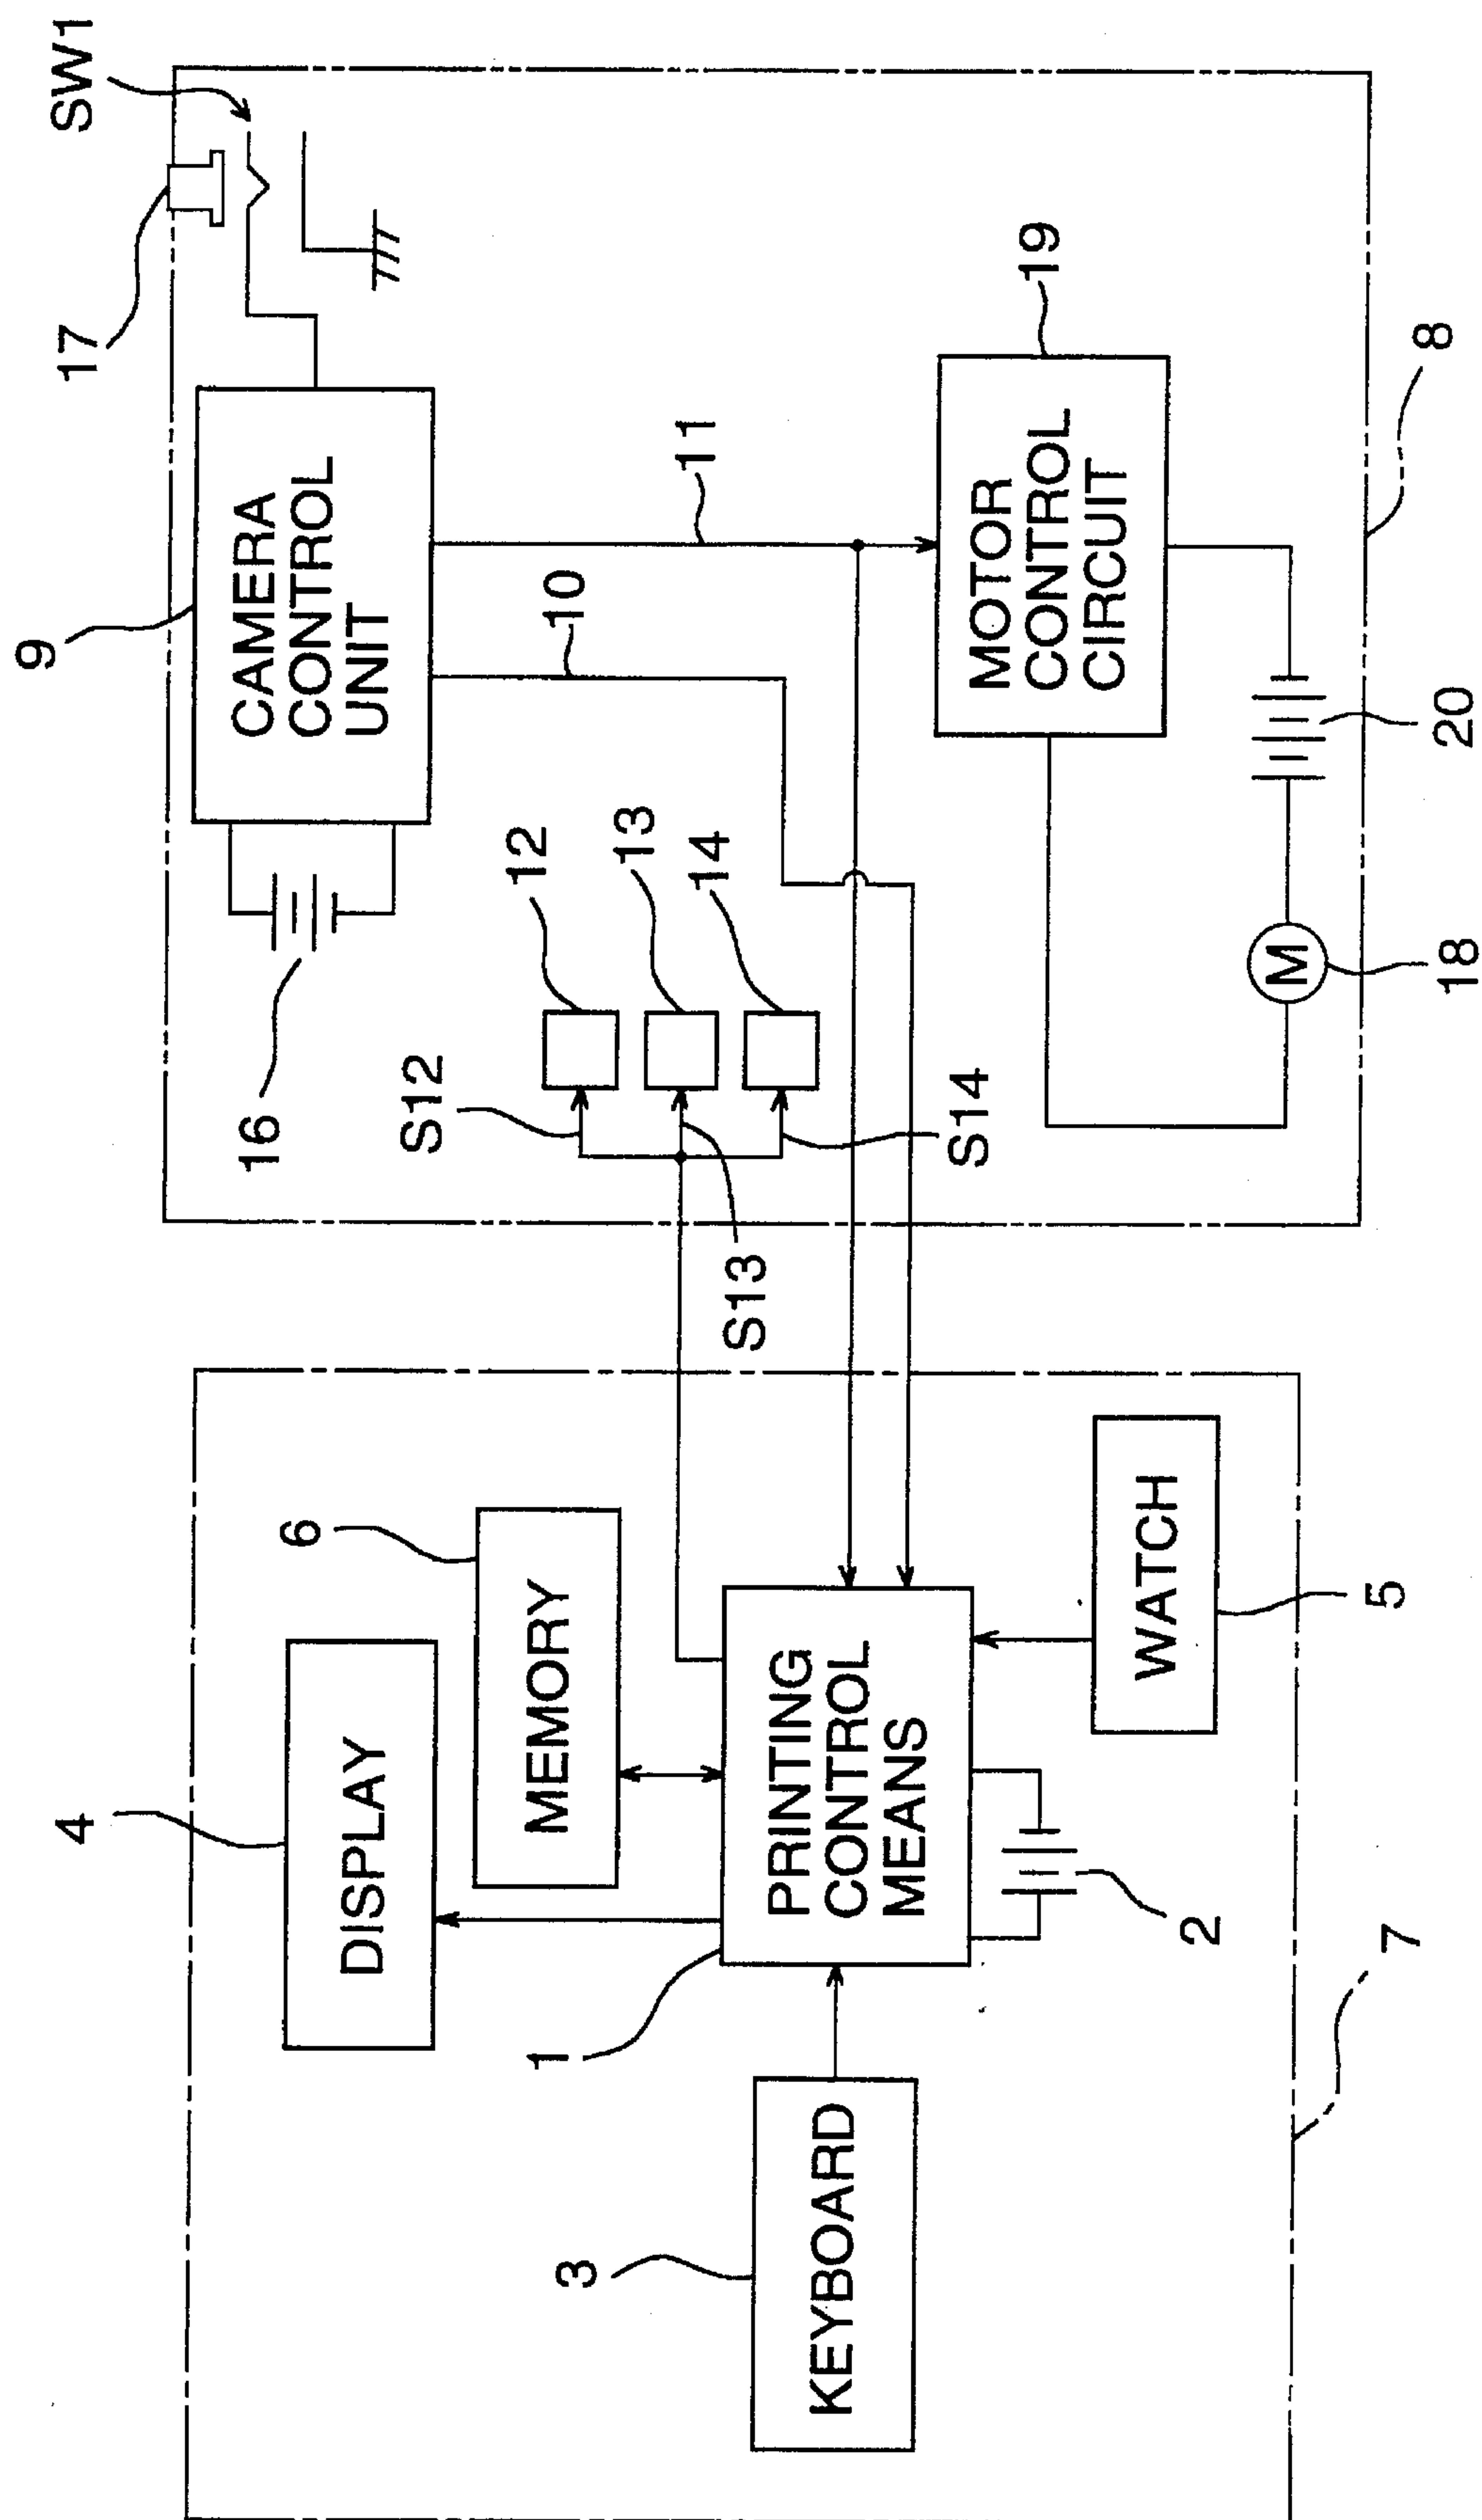 SW1
17
9
CAMERA
CONTROL
UNIT
16
11
10
19
MOTOR
CONTROL
CIRCUIT
8
20
M
18
12
13
14
S12
S13
S14
4
DISPLAY
6
MEMORY
1
PRINTING
CONTROL
MEANS
WATCH
5
2
3
KEYBOARD
7